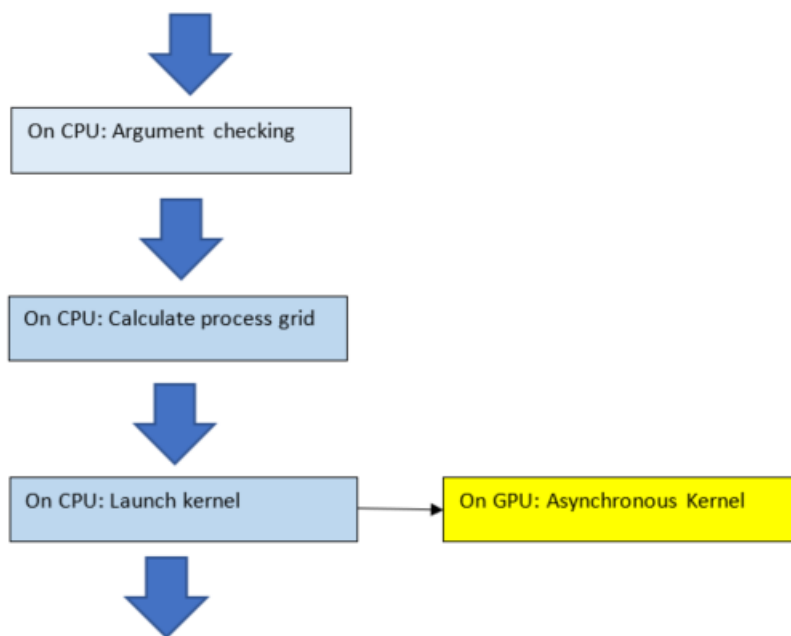 On CPU: Argument checking
On CPU: Calculate process grid
On CPU: Launch kernel
On GPU: Asynchronous Kernel